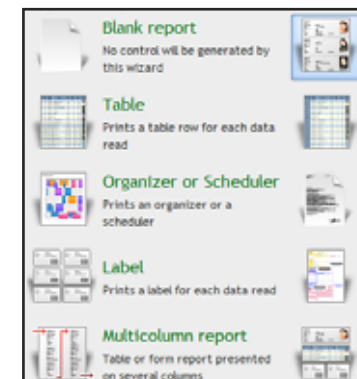 Blank report
No control will be generated by
this wizard
Table
Prints a table row for each data
read
Organizer or Scheduler
Prints an organizer or a
scheduler
Label
Prints a label for each data read
Multicolumn report
Table or form report presented
on several columns